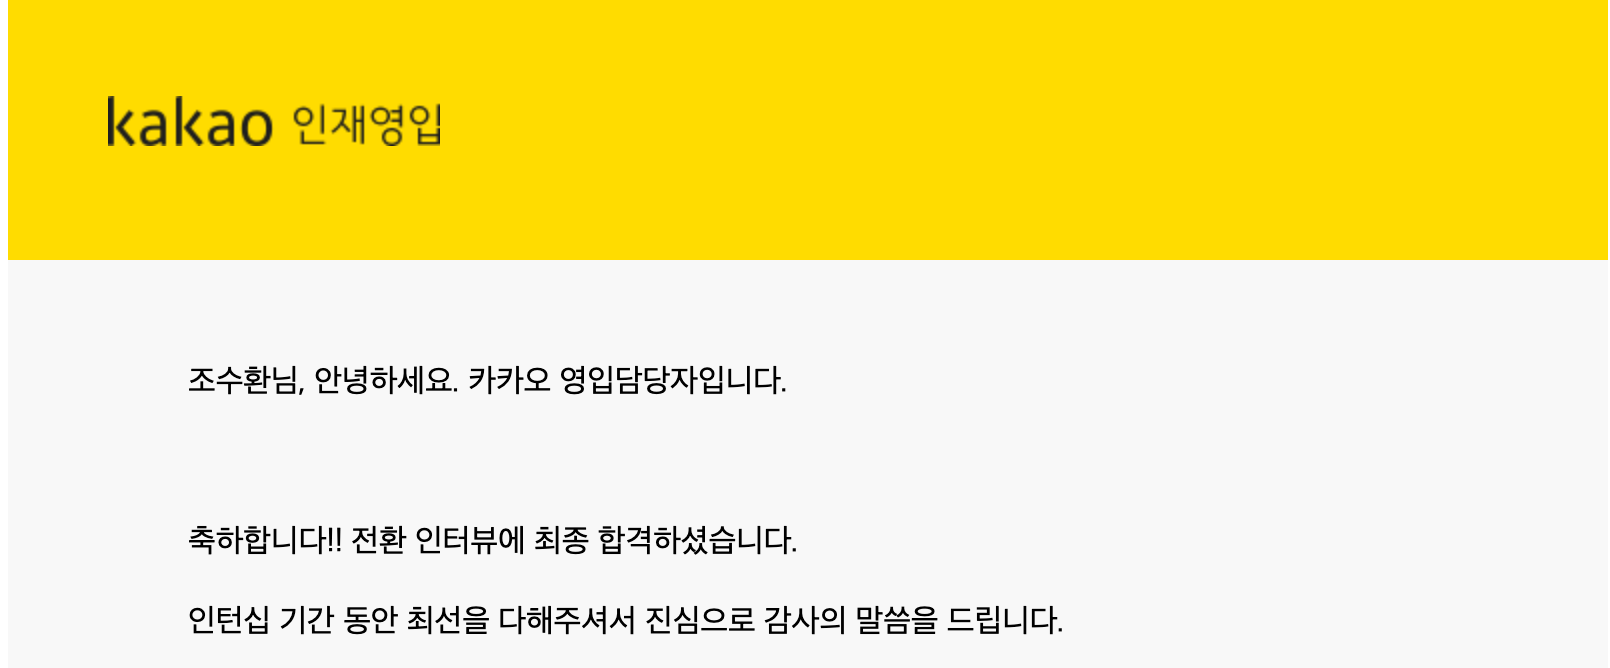 kakao 인재영입
조수환님, 안녕하세요. 카카오 영입담당자입니다.
축하합니다!! 전환 인터뷰에 최종 합격하셨습니다.
인턴십 기간 동안 최선을 다해주셔서 진심으로 감사의 말씀을 드립니다.